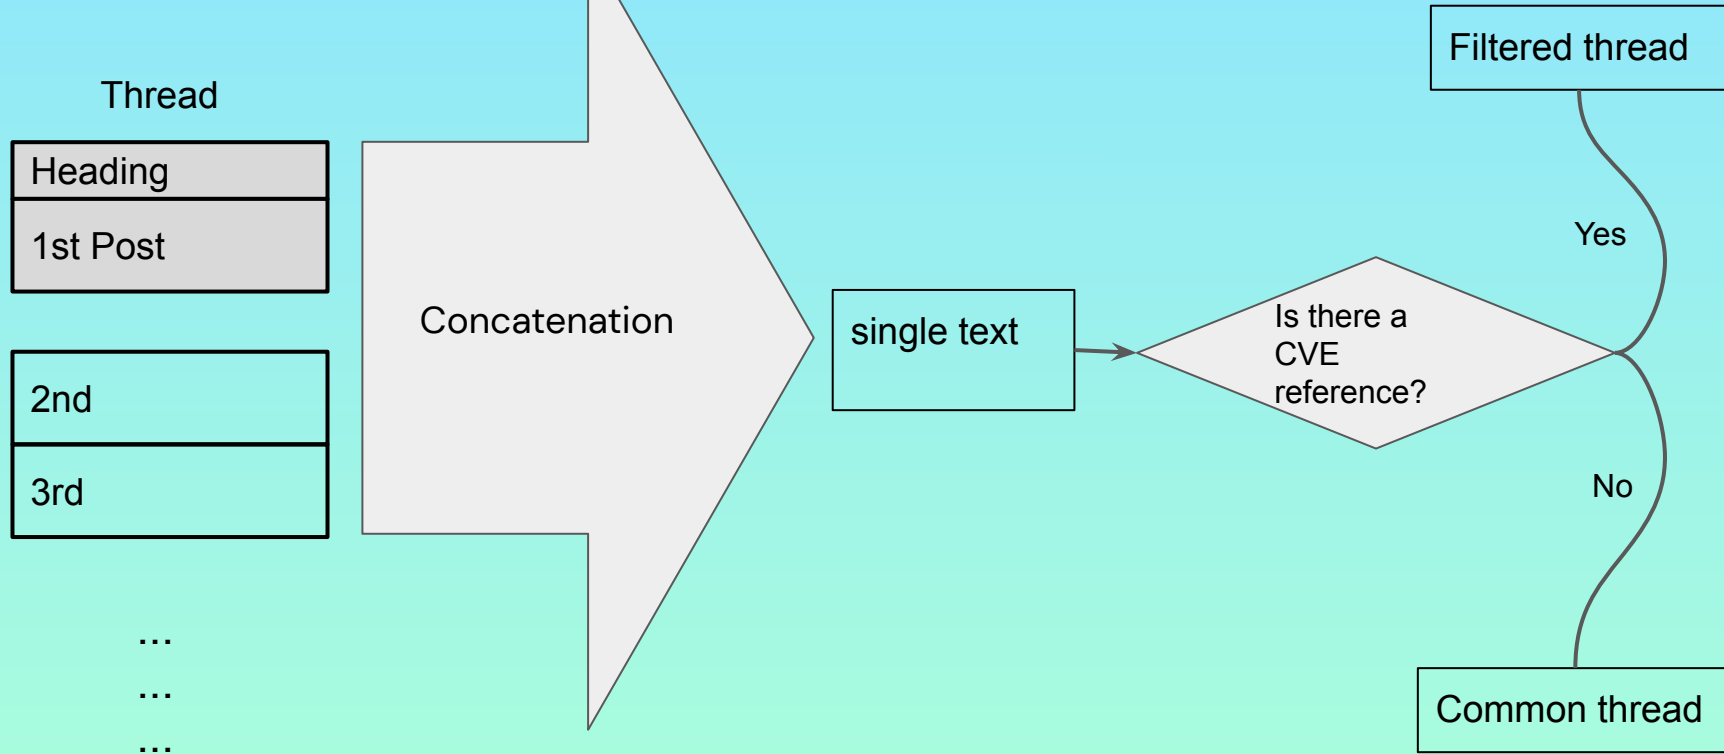 Thread
Heading
1st Post
2nd
3rd
...
...
...
Concatenation
single text
Is there a
CVE
reference?
Yes
No
Filtered thread
Common thread